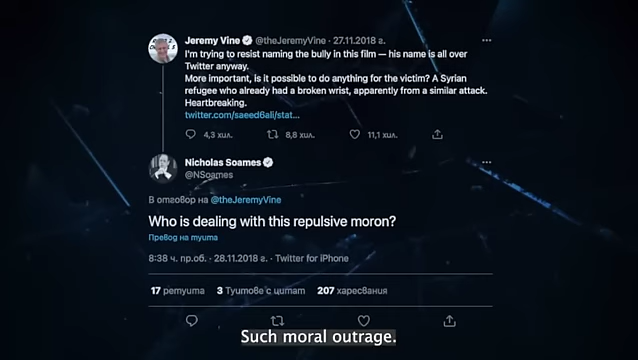 Jeremy Vine @theJeremyVine · 27.11.2018 г.
I'm trying to resist naming the bully in this film — his name is all over
Twitter anyway.
More important, is it possible to do anything for the victim? A Syrian
refugee who already had a broken wrist, apparently from a similar attack.
Heartbreaking.
twitter.com/saeed6ali/stat...
4,3 хил. 8,8 хил. 11,1 хил.
Nicholas Soames
@NSoames
В отговор на @theJeremyVine
Who is dealing with this repulsive moron?
Превод на туита
8:38 ч. пр.об. · 28.11.2018 г. · Twitter for iPhone
17 ретуита 3 Туитове с цитат 207 харесвания
Such moral outrage.